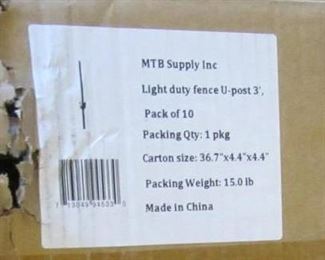 MTB Supply Inc
Light duty fence U-post 3',
Pack of 10
Packing Qty: 1 pkg
Carton size: 36.7"x4.4"x4.4"
Packing Weight: 15.0 lb
Made in China